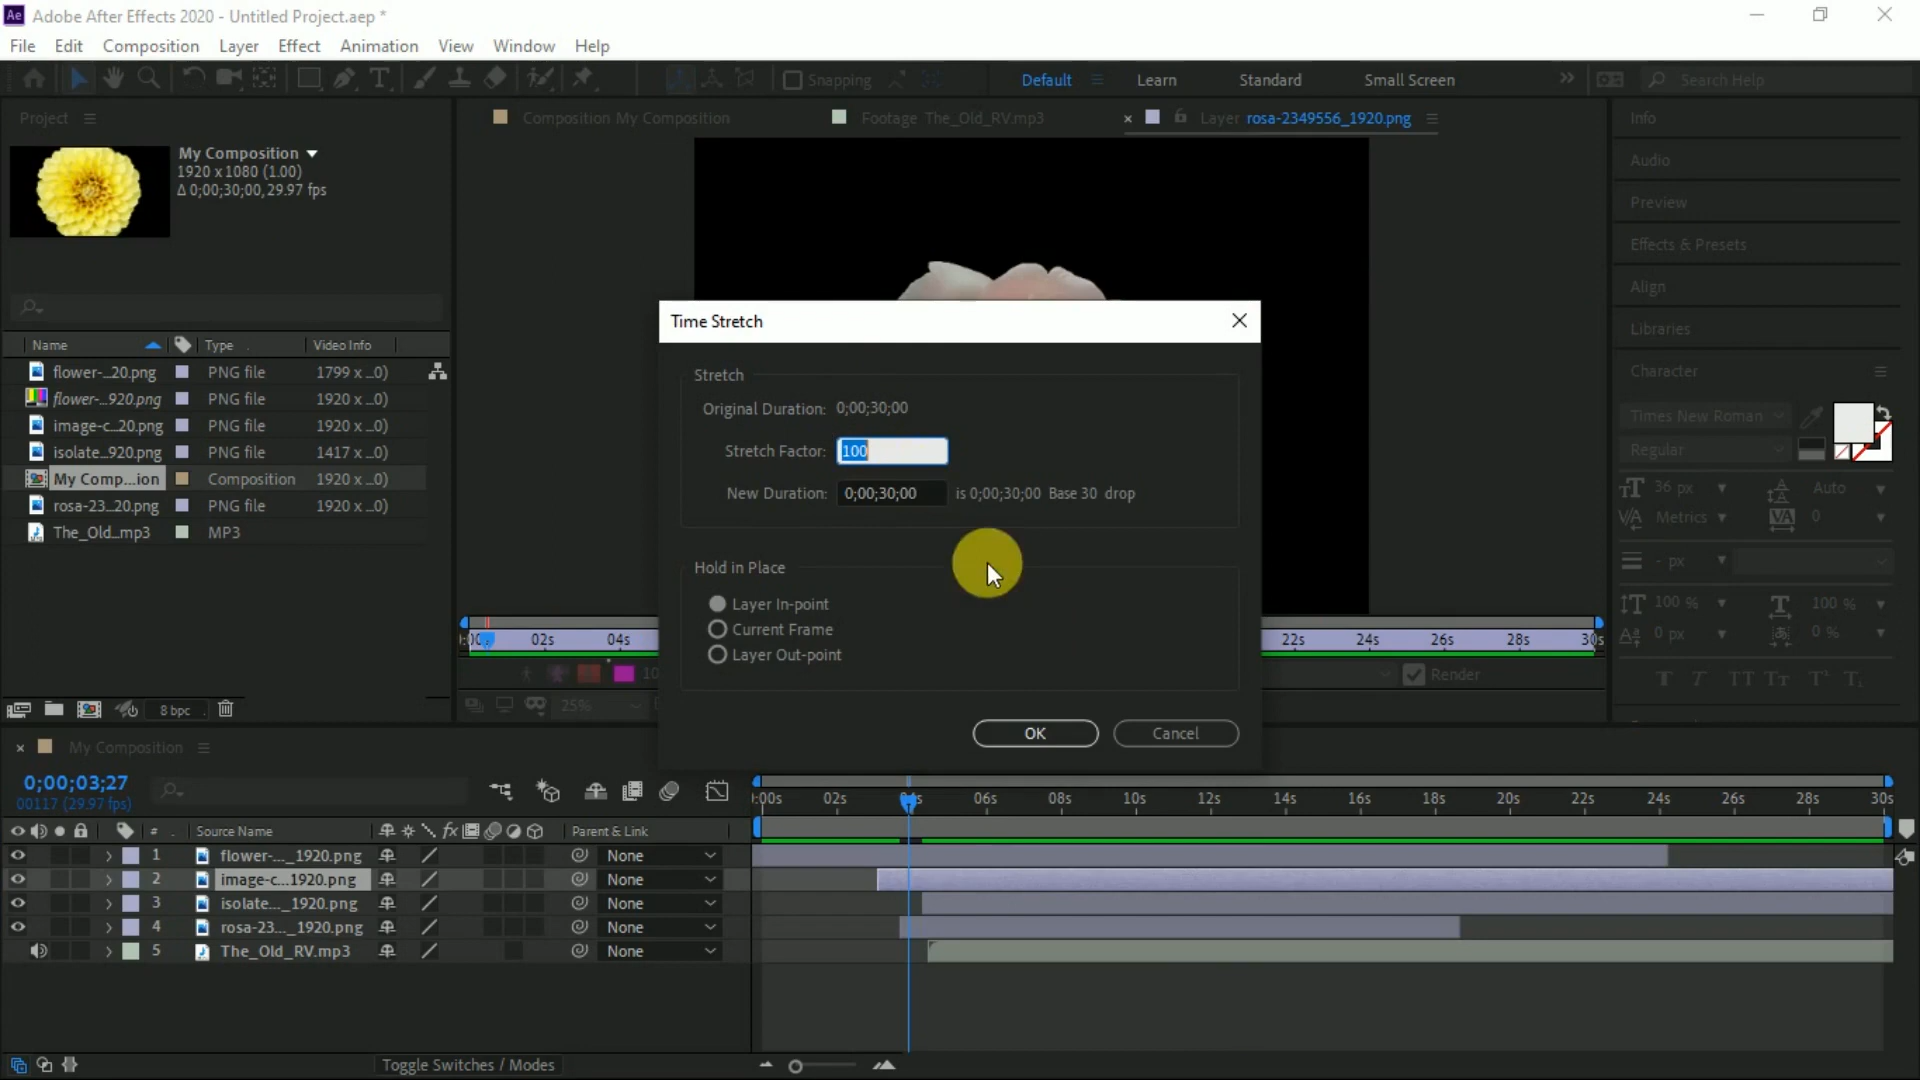 Ae Adobe After Effects 2020 - Untitled Project.aep *
File Edit Composition Layer Effect Animation View Window Help
Snapping Default Learn Standard Small Screen Search Help
Project
My Composition
1920 x 1080 (1.00)
Δ 0;00;30;00, 29.97 fps
Name Type Video Info
flower-...20.png PNG file 1799 x ...0)
flower-...920.png PNG file 1920 x ...0)
image-c...20.png PNG file 1920 x ...0)
isolate...920.png PNG file 1417 x ...0)
My Comp...ion Composition 1920 x ...0)
rosa-23...20.png PNG file 1920 x ...0)
The_Old_...mp3 MP3
8 bpc
Composition My Composition
Footage The_Old_RV.mp3
Layer rosa-2349556_1920.png
Time Stretch
Stretch
Original Duration: 0;00;30;00
Stretch Factor: 100
New Duration: 0;00;30;00 is 0;00;30;00 Base 30 drop
Hold in Place
Layer In-point
Current Frame
Layer Out-point
OK Cancel
02s 04s 22s 24s 26s 28s 30s
Render
25%
Info
Audio
Preview
Effects & Presets
Align
Libraries
Character
Times New Roman
Regular
36 px Auto
Metrics 0
- px
100 % 100 %
0 px 0 %
T T TT Tт T¹ T₁
My Composition
0;00;03;27
00117 (29.97 fps)
:00s 02s 04s 06s 08s 10s 12s 14s 16s 18s 20s 22s 24s 26s 28s 30s
# Source Name fx Parent & Link
1 flower-..._1920.png None
2 image-c...1920.png None
3 isolate..._1920.png None
4 rosa-23..._1920.png None
5 The_Old_RV.mp3 None
Toggle Switches / Modes